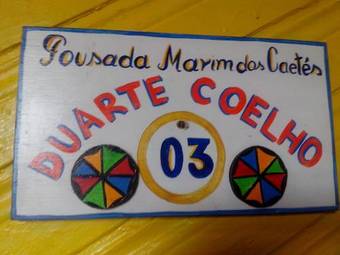 Pousada Marim dos Caetés
DUARTE COELHO
03